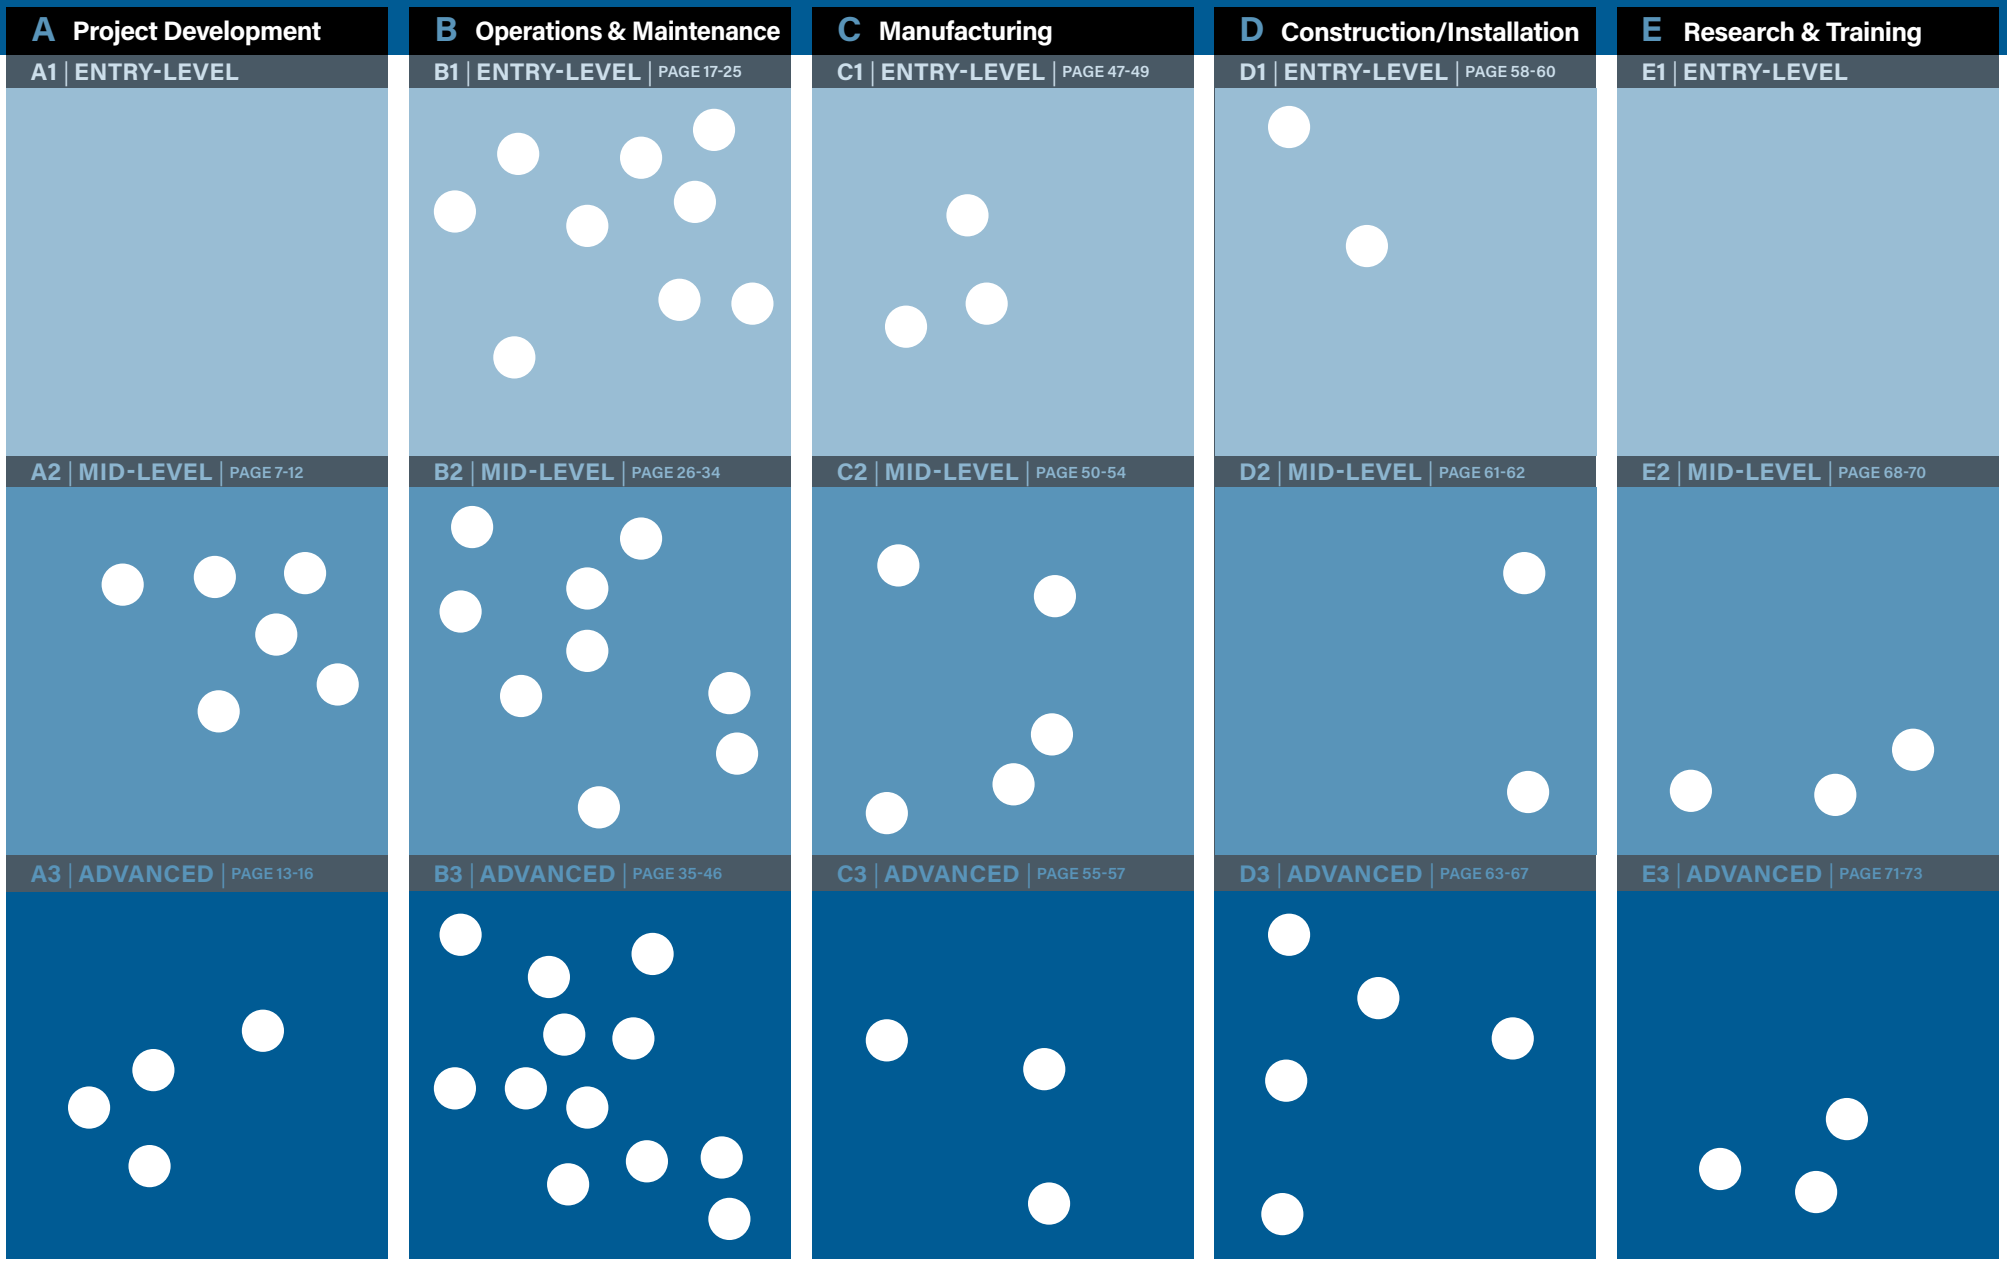 A Project Development
A1 | ENTRY-LEVEL
A2 | MID-LEVEL | PAGE 7-12
A3 | ADVANCED | PAGE 13-16
B Operations & Maintenance
B1 | ENTRY-LEVEL | PAGE 17-25
B2 | MID-LEVEL | PAGE 26-34
B3 | ADVANCED | PAGE 35-46
C Manufacturing
C1 | ENTRY-LEVEL | PAGE 47-49
C2 | MID-LEVEL | PAGE 50-54
C3 | ADVANCED | PAGE 55-57
D Construction/Installation
D1 | ENTRY-LEVEL | PAGE 58-60
D2 | MID-LEVEL | PAGE 61-62
D3 | ADVANCED | PAGE 63-67
E Research & Training
E1 | ENTRY-LEVEL
E2 | MID-LEVEL | PAGE 68-70
E3 | ADVANCED | PAGE 71-73